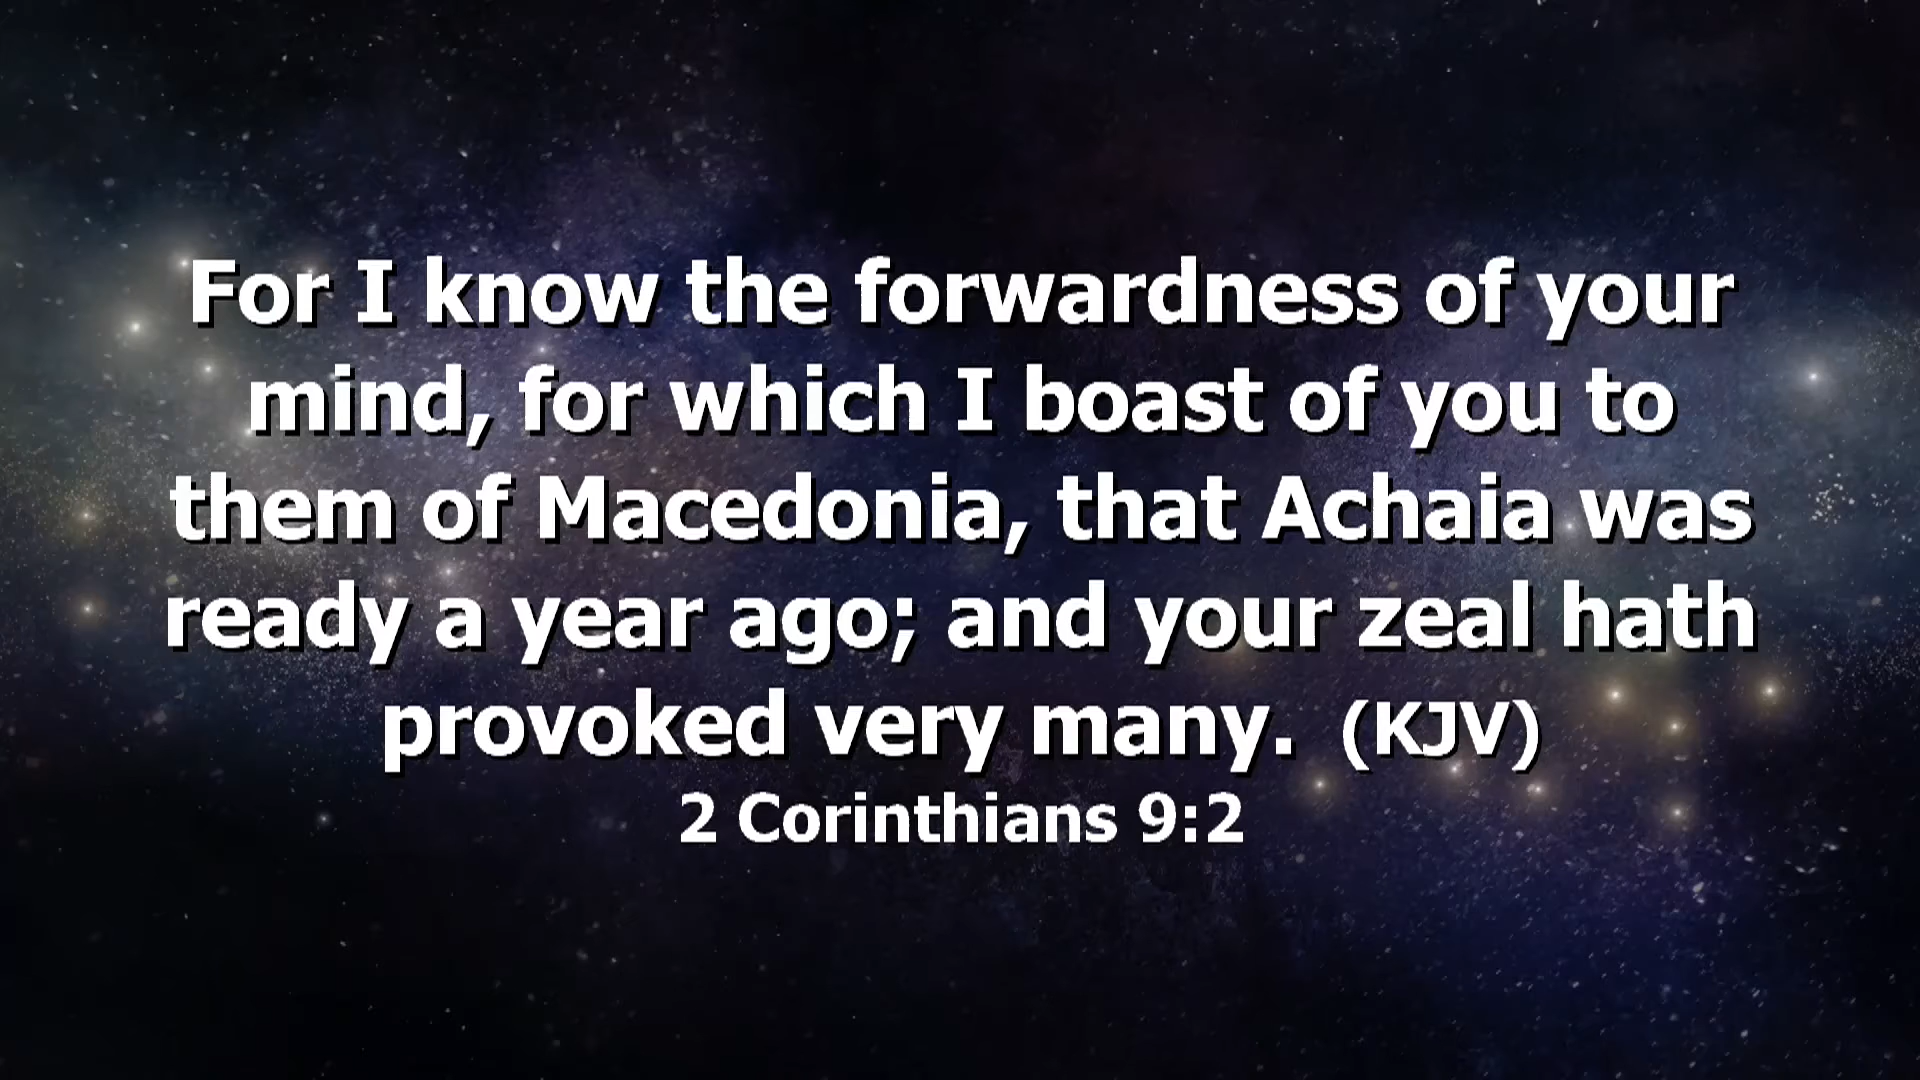 For I know the forwardness of your
mind, for which I boast of you to
them of Macedonia, that Achaia was
ready a year ago; and your zeal hath
provoked very many. (KJV)
2 Corinthians 9:2